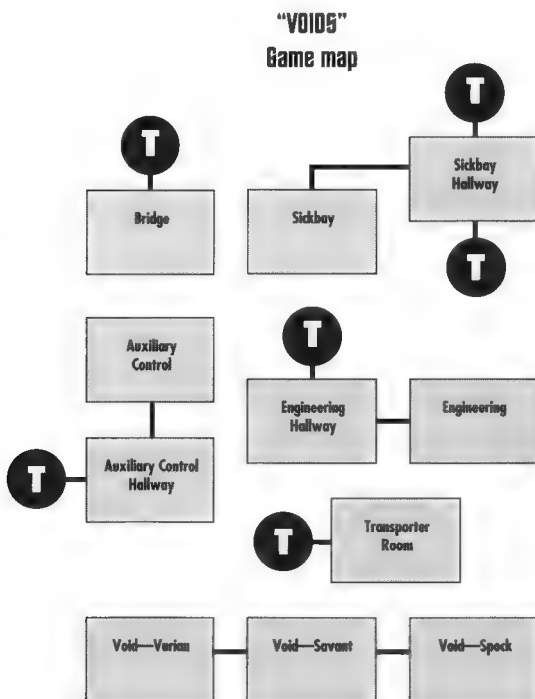 "VOIDS"
Game map
T
T
Bridge
Sickbay
Sickbay
Hallway
T
Auxiliary
Control
T
Engineering
Hallway
Engineering
T
Auxiliary Control
Hallway
T
Transporter
Room
Void—Varian
Void—Savant
Void—Spock